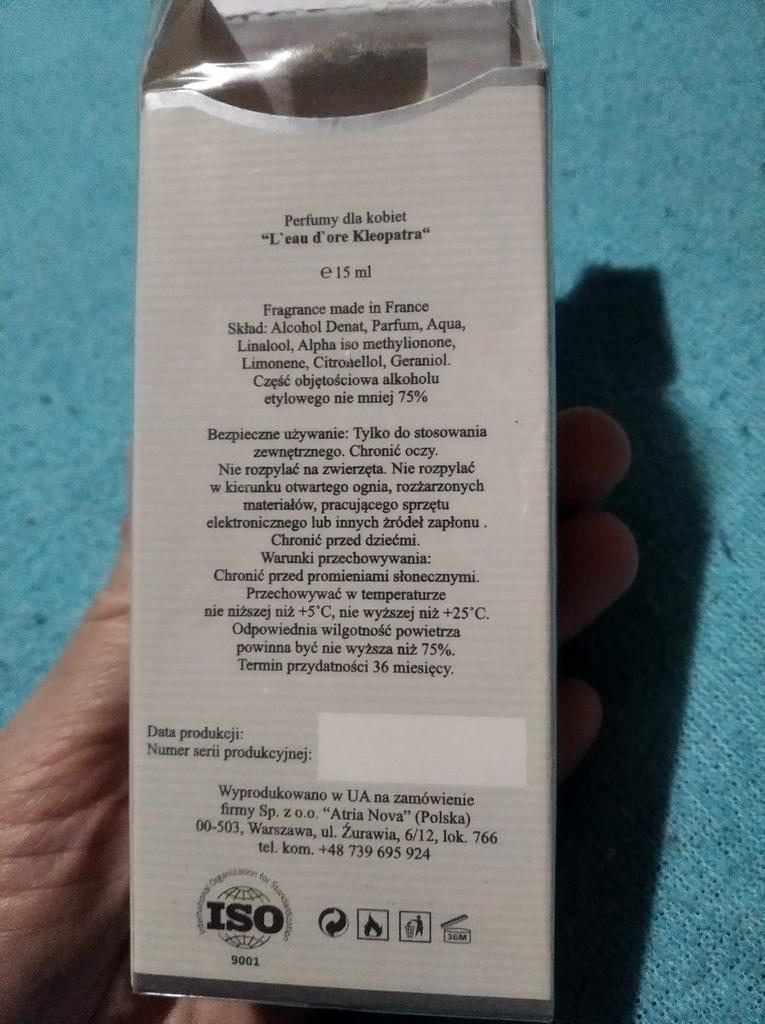 Perfumy dla kobiet
“L`eau d`ore Kleopatra“
℮ 15 ml
Fragrance made in France
Skład: Alcohol Denat, Parfum, Aqua,
Linalool, Alpha iso methylionone,
Limonene, Citronellol, Geraniol.
Część objętościowa alkoholu
etylowego nie mniej 75%
Bezpieczne używanie: Tylko do stosowania
zewnętrznego. Chronić oczy.
Nie rozpylać na zwierzęta. Nie rozpylać
w kierunku otwartego ognia, rozżarzonych
materiałów, pracującego sprzętu
elektronicznego lub innych źródeł zapłonu .
Chronić przed dziećmi.
Warunki przechowywania:
Chronić przed promieniami słonecznymi.
Przechowywać w temperaturze
nie niższej niż +5˚C, nie wyższej niż +25˚C.
Odpowiednia wilgotność powietrza
powinna być nie wyższa niż 75%.
Termin przydatności 36 miesięcy.
Data produkcji:
Numer serii produkcyjnej:
Wyprodukowano w UA na zamówienie
firmy Sp. z o.o. “Atria Nova” (Polska)
00-503, Warszawa, ul. Żurawia, 6/12, lok. 766
tel. kom. +48 739 695 924
International Organization for Standardization
ISO
9001
36M